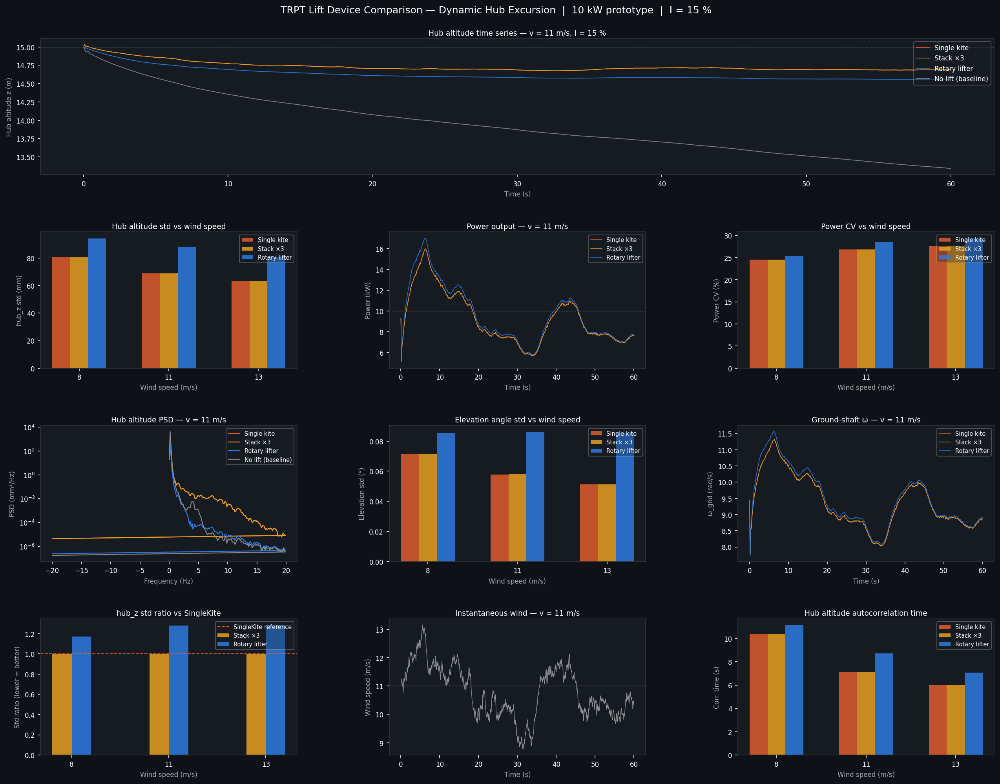 TRPT Lift Device Comparison — Dynamic Hub Excursion | 10 kW prototype | I = 15 %
Hub altitude time series — v = 11 m/s, I = 15 %
Hub altitude z (m)
15.00
14.75
14.50
14.25
14.00
13.75
13.50
Single kite
Stack ×3
Rotary lifter
No lift (baseline)
0 10 20 30 40 50 60
Time (s)
Hub altitude std vs wind speed
hub_z std (mm)
80
60
40
20
0
Single kite
Stack ×3
Rotary lifter
8 11 13
Wind speed (m/s)
Power output — v = 11 m/s
Power (kW)
16
14
12
10
8
6
Single kite
Stack ×3
Rotary lifter
0 10 20 30 40 50 60
Time (s)
Power CV vs wind speed
Power CV (%)
30
25
20
15
10
5
0
Single kite
Stack ×3
Rotary lifter
8 11 13
Wind speed (m/s)
Hub altitude PSD — v = 11 m/s
PSD (mm²/Hz)
10⁴
10²
10⁰
10⁻²
10⁻⁴
10⁻⁶
Single kite
Stack ×3
Rotary lifter
No lift (baseline)
−20 −15 −10 −5 0 5 10 15 20
Frequency (Hz)
Elevation angle std vs wind speed
Elevation std (°)
0.08
0.06
0.04
0.02
0.00
Single kite
Stack ×3
Rotary lifter
8 11 13
Wind speed (m/s)
Ground-shaft ω — v = 11 m/s
ω_gnd (rad/s)
11.5
11.0
10.5
10.0
9.5
9.0
8.5
8.0
Single kite
Stack ×3
Rotary lifter
0 10 20 30 40 50 60
Time (s)
hub_z std ratio vs SingleKite
Std ratio (lower = better)
1.2
1.0
0.8
0.6
0.4
0.2
0.0
SingleKite reference
Stack ×3
Rotary lifter
8 11 13
Wind speed (m/s)
Instantaneous wind — v = 11 m/s
Wind speed (m/s)
13
12
11
10
9
0 10 20 30 40 50 60
Time (s)
Hub altitude autocorrelation time
Corr. time (s)
10
8
6
4
2
0
Single kite
Stack ×3
Rotary lifter
8 11 13
Wind speed (m/s)